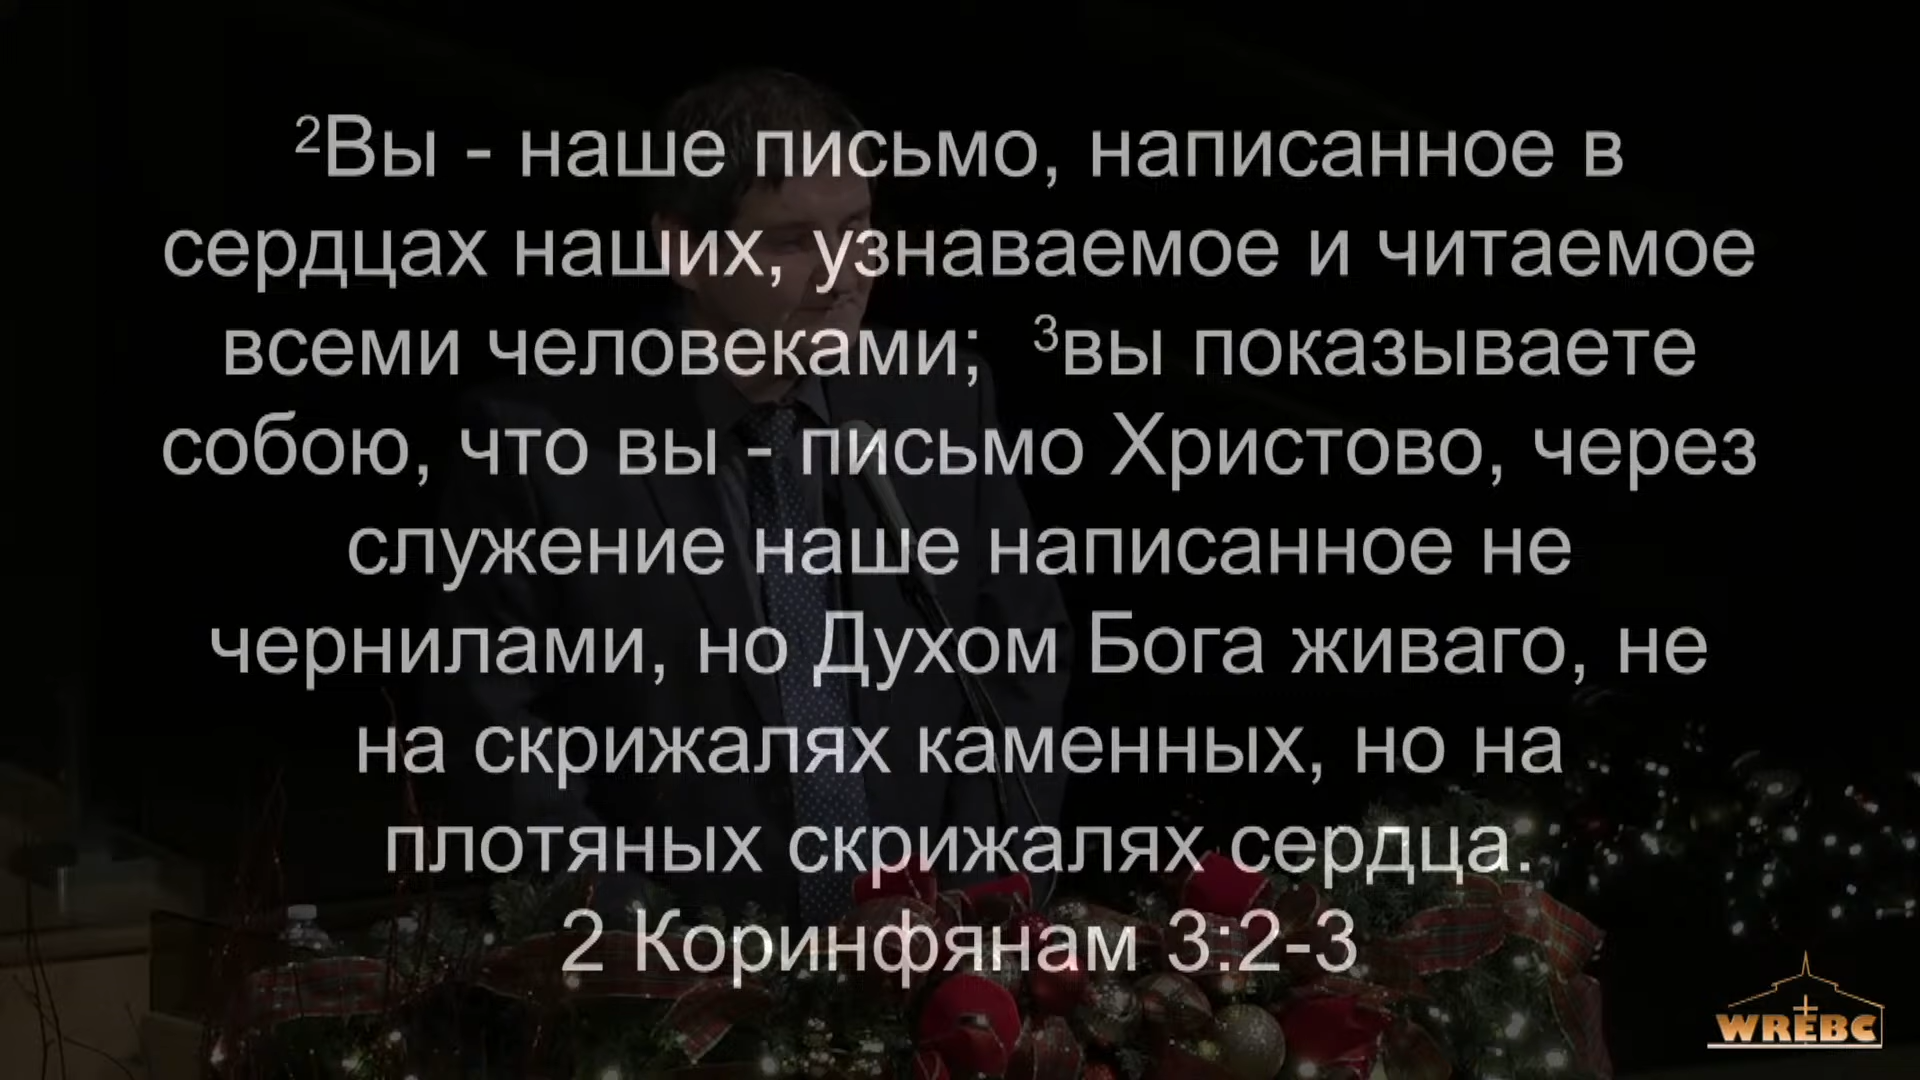 ²Вы - наше письмо, написанное в
сердцах наших, узнаваемое и читаемое
всеми человеками; ³вы показываете
собою, что вы - письмо Христово, через
служение наше написанное не
чернилами, но Духом Бога живаго, не
на скрижалях каменных, но на
плотяных скрижалях сердца.
2 Коринфянам 3:2-3
WREBC